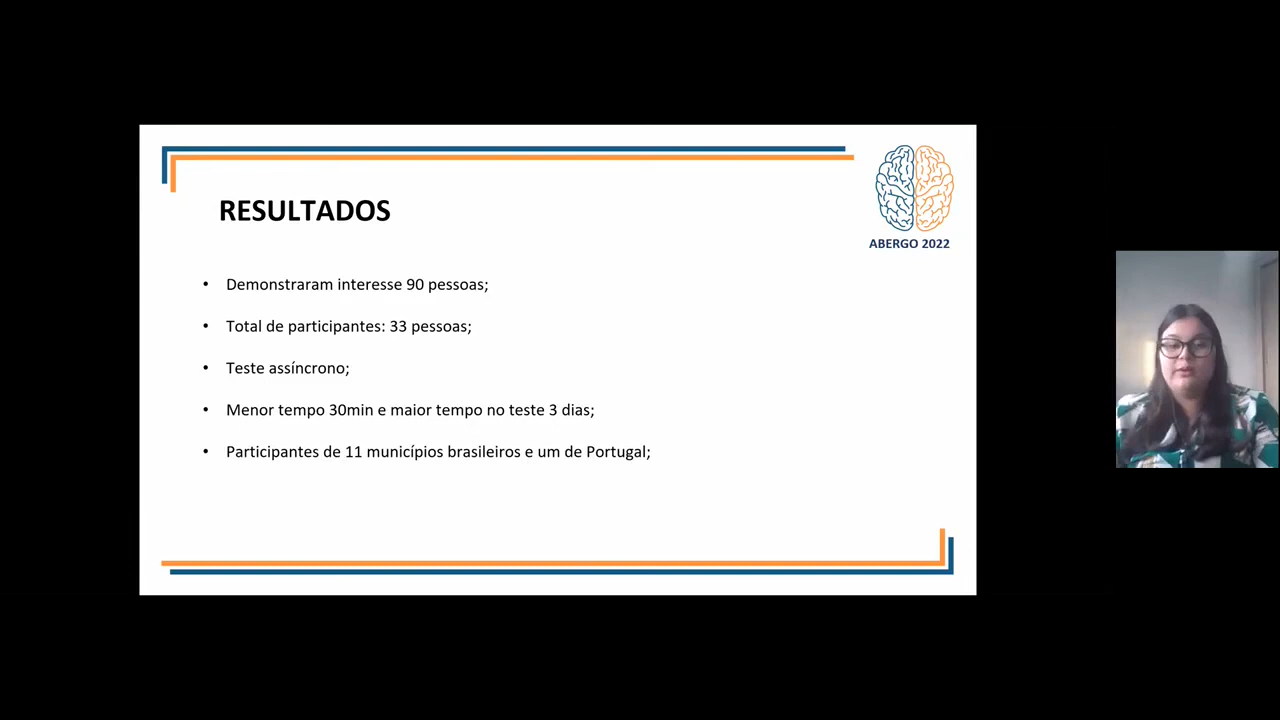 RESULTADOS
ABERGO 2022
• Demonstraram interesse 90 pessoas;
• Total de participantes: 33 pessoas;
• Teste assíncrono;
• Menor tempo 30min e maior tempo no teste 3 dias;
• Participantes de 11 municípios brasileiros e um de Portugal;